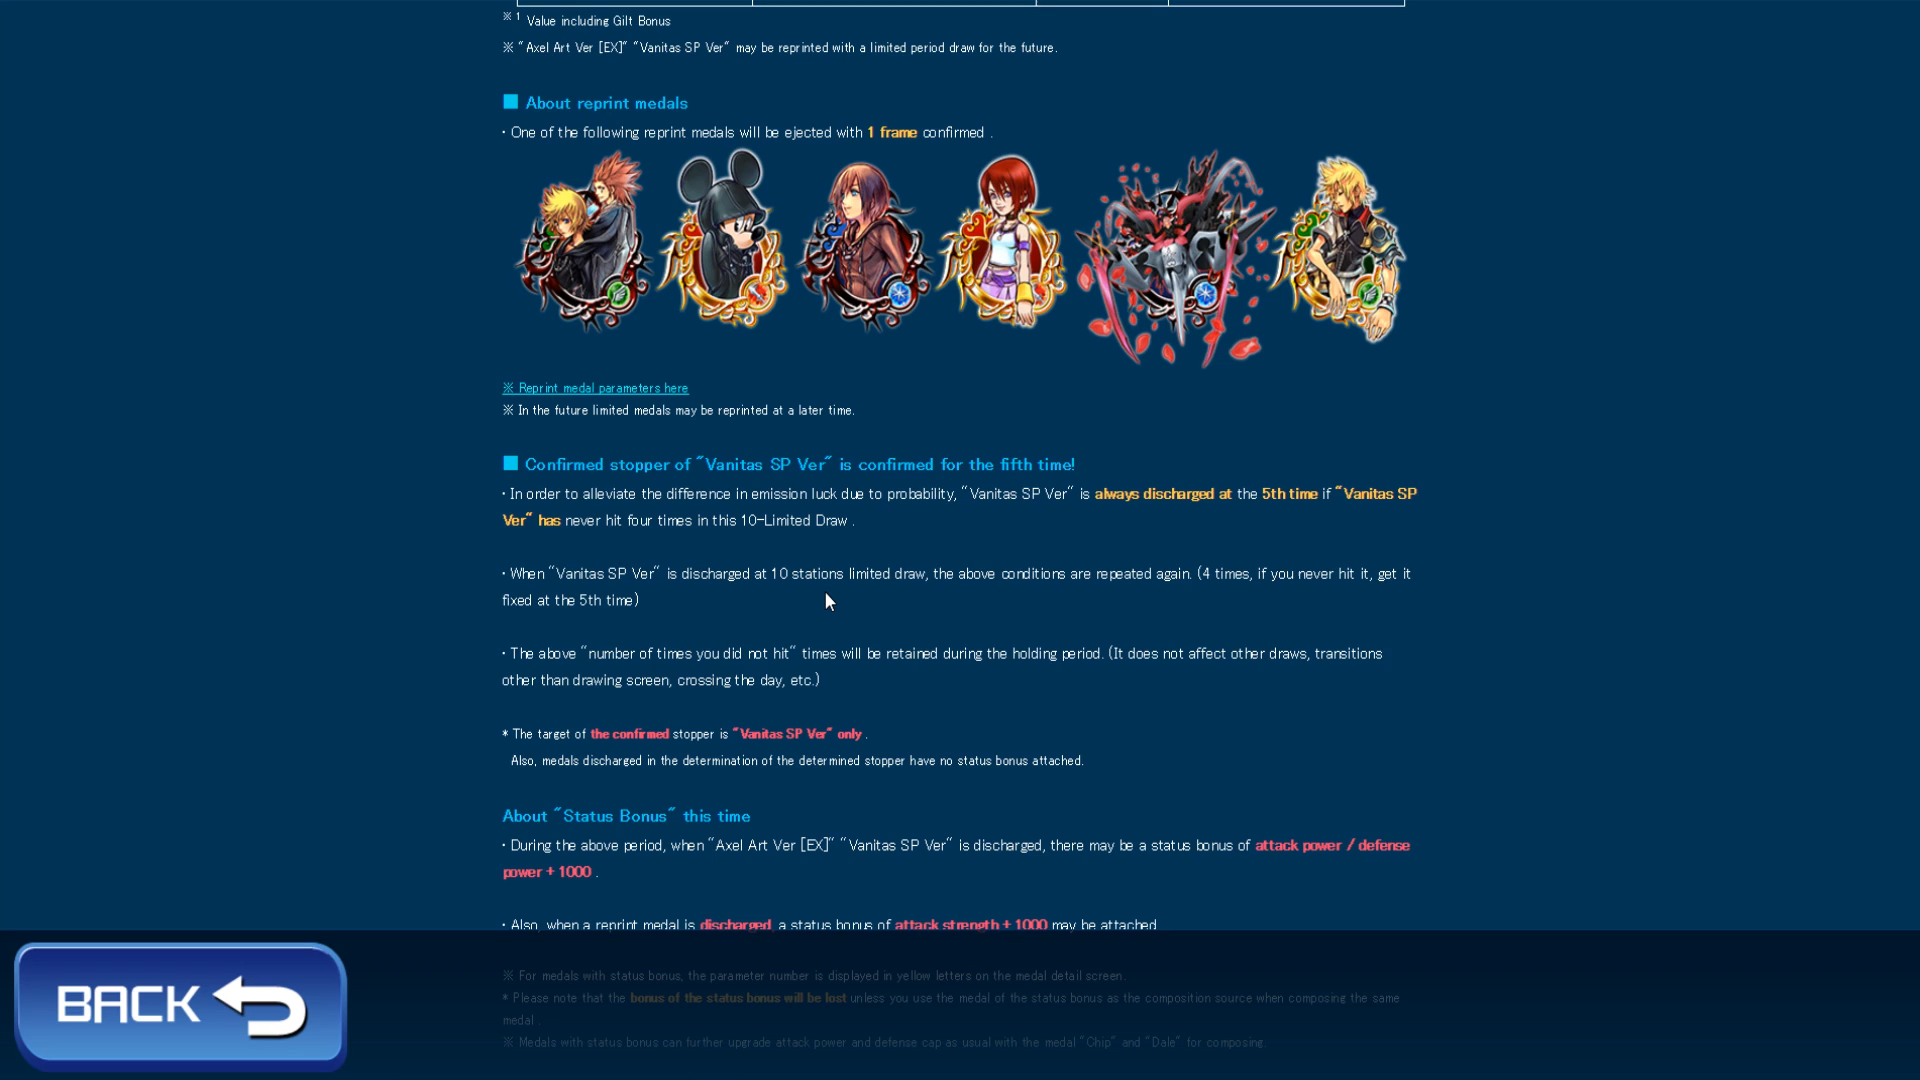 ※ 1 Value including Gilt Bonus
※ "Axel Art Ver [EX]" "Vanitas SP Ver" may be reprinted with a limited period draw for the future.
■ About reprint medals
· One of the following reprint medals will be ejected with 1 frame confirmed .
※ Reprint medal parameters here
※ In the future limited medals may be reprinted at a later time.
■ Confirmed stopper of "Vanitas SP Ver" is confirmed for the fifth time!
· In order to alleviate the difference in emission luck due to probability, "Vanitas SP Ver" is always discharged at the 5th time if "Vanitas SP
Ver" has never hit four times in this 10-Limited Draw .
· When "Vanitas SP Ver" is discharged at 10 stations limited draw, the above conditions are repeated again. (4 times, if you never hit it, get it
fixed at the 5th time)
· The above "number of times you did not hit" times will be retained during the holding period. (It does not affect other draws, transitions
other than drawing screen, crossing the day, etc.)
* The target of the confirmed stopper is "Vanitas SP Ver" only .
Also, medals discharged in the determination of the determined stopper have no status bonus attached.
About "Status Bonus" this time
· During the above period, when "Axel Art Ver [EX]" "Vanitas SP Ver" is discharged, there may be a status bonus of attack power / defense
power + 1000 .
· Also, when a reprint medal is discharged, a status bonus of attack strength + 1000 may be attached
※ For medals with status bonus, the parameter number is displayed in yellow letters on the medal detail screen.
* Please note that the bonus of the status bonus will be lost unless you use the medal of the status bonus as the composition source when composing the same
medal .
※ Medals with status bonus can further upgrade attack power and defense cap as usual with the medal "Chip" and "Dale" for composing.
BACK